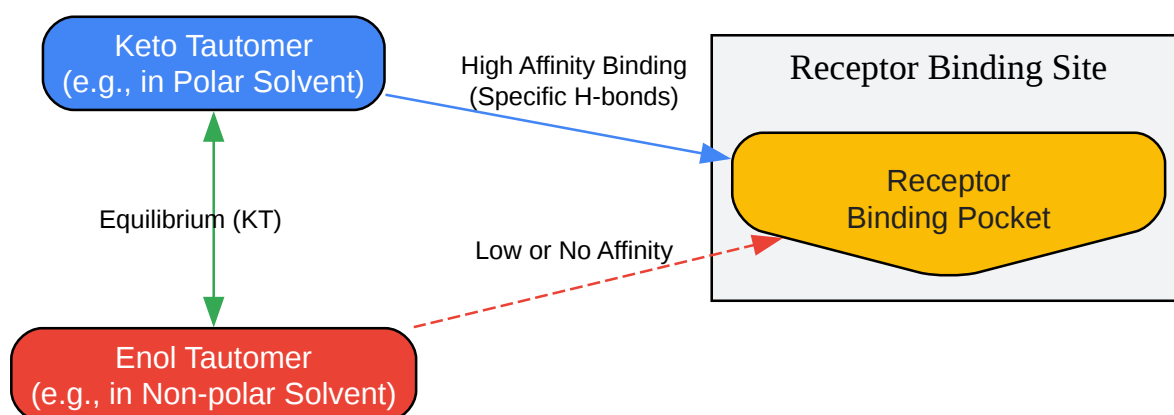 Keto Tautomer
(e.g., in Polar Solvent)
High Affinity Binding
(Specific H-bonds)
Receptor Binding Site
Receptor
Binding Pocket
Equilibrium (KT)
Low or No Affinity
Enol Tautomer
(e.g., in Non-polar Solvent)